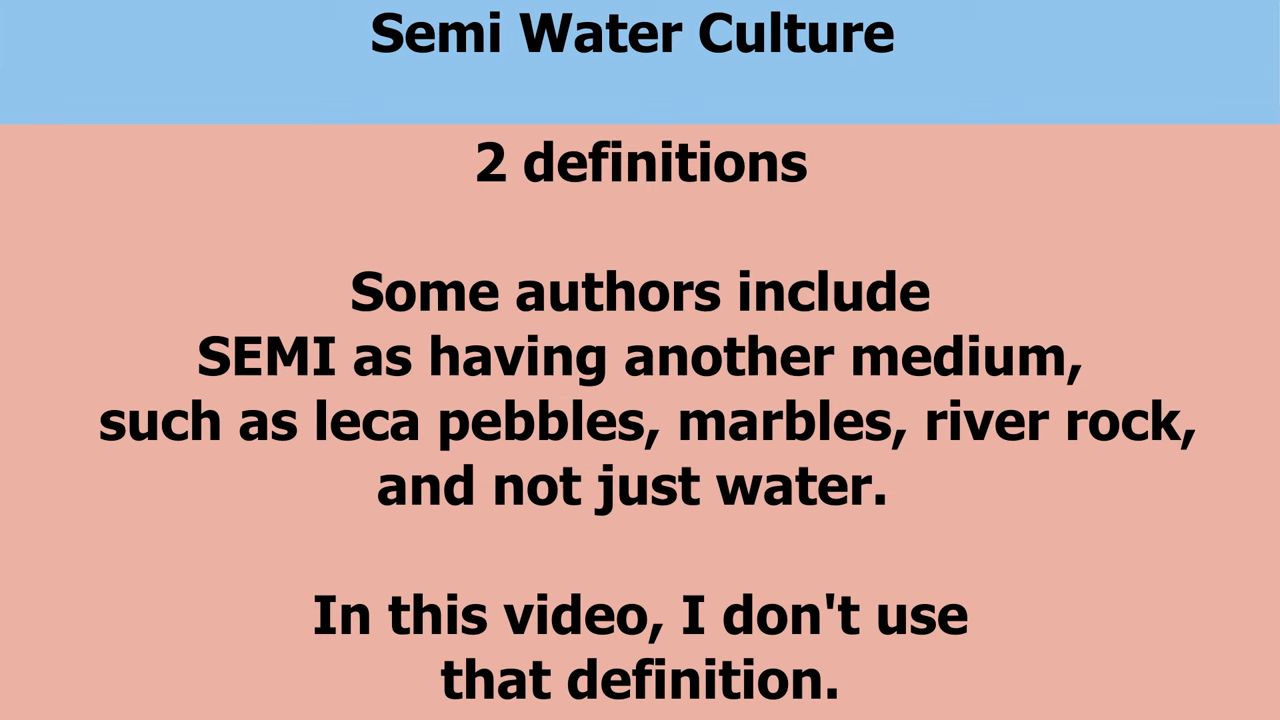 Semi Water Culture
2 definitions
Some authors include
SEMI as having another medium,
such as leca pebbles, marbles, river rock,
and not just water.
In this video, I don't use
that definition.